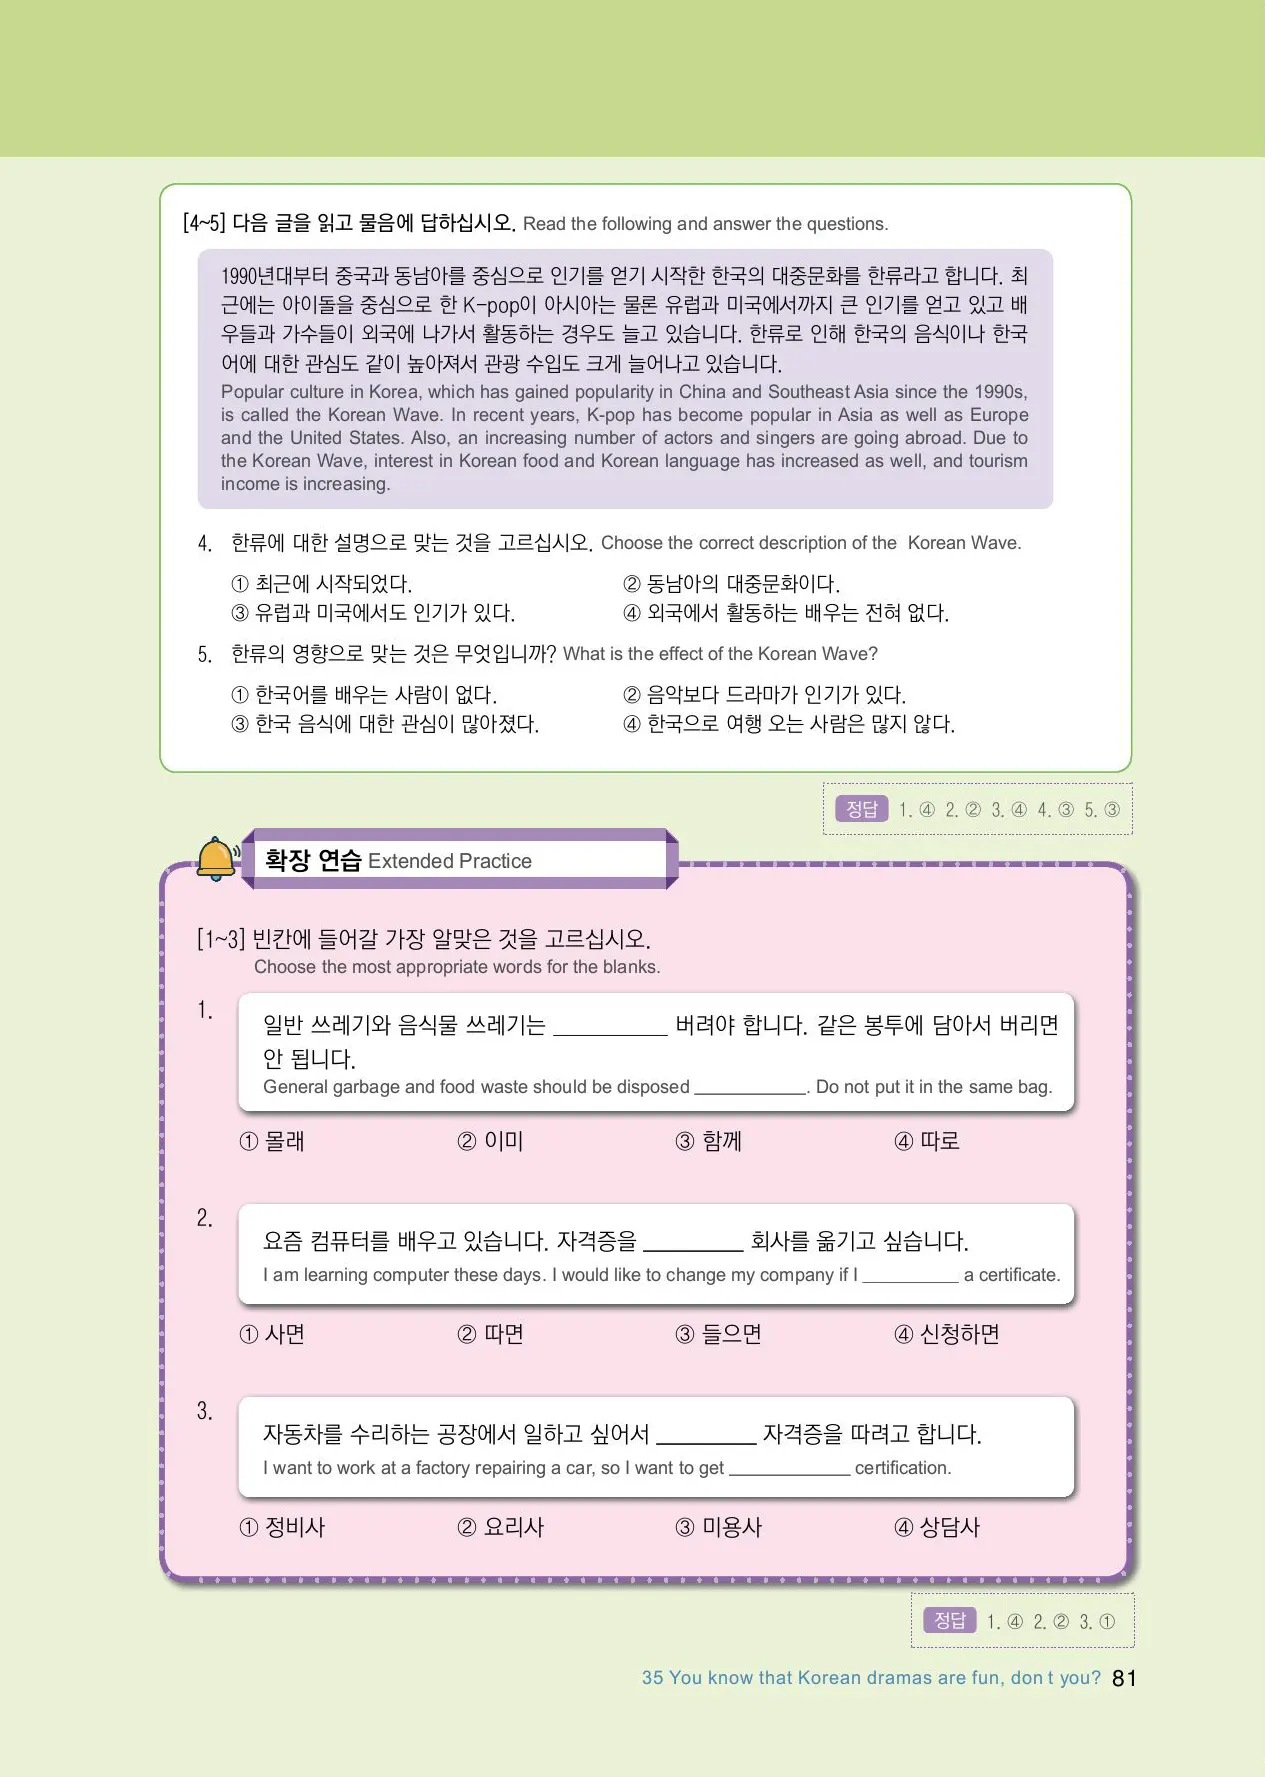 [4~5] 다음 글을 읽고 물음에 답하십시오. Read the following and answer the questions.
1990년대부터 중국과 동남아를 중심으로 인기를 얻기 시작한 한국의 대중문화를 한류라고 합니다. 최
근에는 아이돌을 중심으로 한 K-pop이 아시아는 물론 유럽과 미국에서까지 큰 인기를 얻고 있고 배
우들과 가수들이 외국에 나가서 활동하는 경우도 늘고 있습니다. 한류로 인해 한국의 음식이나 한국
어에 대한 관심도 같이 높아져서 관광 수입도 크게 늘어나고 있습니다.
Popular culture in Korea, which has gained popularity in China and Southeast Asia since the 1990s,
is called the Korean Wave. In recent years, K-pop has become popular in Asia as well as Europe
and the United States. Also, an increasing number of actors and singers are going abroad. Due to
the Korean Wave, interest in Korean food and Korean language has increased as well, and tourism
income is increasing.
4. 한류에 대한 설명으로 맞는 것을 고르십시오. Choose the correct description of the Korean Wave.
① 최근에 시작되었다. ② 동남아의 대중문화이다.
③ 유럽과 미국에서도 인기가 있다. ④ 외국에서 활동하는 배우는 전혀 없다.
5. 한류의 영향으로 맞는 것은 무엇입니까? What is the effect of the Korean Wave?
① 한국어를 배우는 사람이 없다. ② 음악보다 드라마가 인기가 있다.
③ 한국 음식에 대한 관심이 많아졌다. ④ 한국으로 여행 오는 사람은 많지 않다.
정답 1. ④ 2. ② 3. ④ 4. ③ 5. ③
확장 연습 Extended Practice
[1~3] 빈칸에 들어갈 가장 알맞은 것을 고르십시오.
Choose the most appropriate words for the blanks.
1. 일반 쓰레기와 음식물 쓰레기는 __________ 버려야 합니다. 같은 봉투에 담아서 버리면
안 됩니다.
General garbage and food waste should be disposed ___________. Do not put it in the same bag.
① 몰래 ② 이미 ③ 함께 ④ 따로
2. 요즘 컴퓨터를 배우고 있습니다. 자격증을 _________ 회사를 옮기고 싶습니다.
I am learning computer these days. I would like to change my company if I __________ a certificate.
① 사면 ② 따면 ③ 들으면 ④ 신청하면
3. 자동차를 수리하는 공장에서 일하고 싶어서 _________ 자격증을 따려고 합니다.
I want to work at a factory repairing a car, so I want to get ____________ certification.
① 정비사 ② 요리사 ③ 미용사 ④ 상담사
정답 1. ④ 2. ② 3. ①
35 You know that Korean dramas are fun, don t you? 81